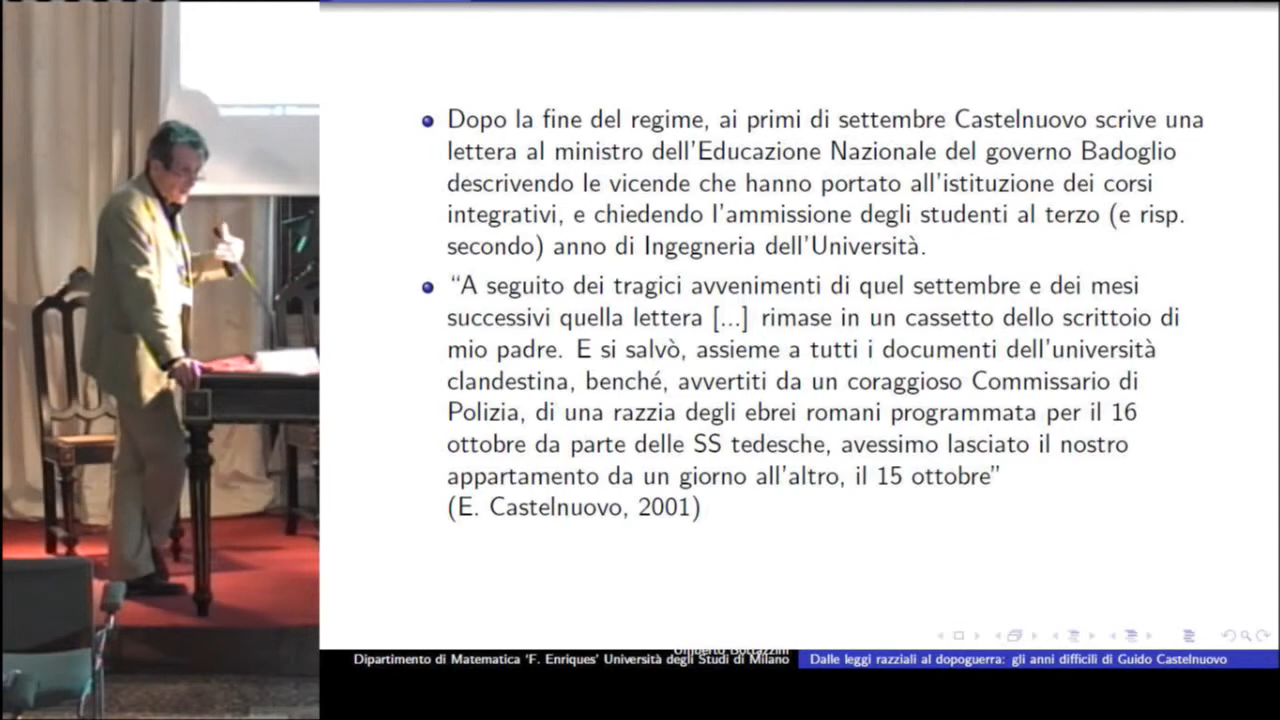 Dopo la fine del regime, ai primi di settembre Castelnuovo scrive una
lettera al ministro dell'Educazione Nazionale del governo Badoglio
descrivendo le vicende che hanno portato all'istituzione dei corsi
integrativi, e chiedendo l'ammissione degli studenti al terzo (e risp.
secondo) anno di Ingegneria dell'Università.
"A seguito dei tragici avvenimenti di quel settembre e dei mesi
successivi quella lettera [...] rimase in un cassetto dello scrittoio di
mio padre. E si salvò, assieme a tutti i documenti dell'università
clandestina, benché, avvertiti da un coraggioso Commissario di
Polizia, di una razzia degli ebrei romani programmata per il 16
ottobre da parte delle SS tedesche, avessimo lasciato il nostro
appartamento da un giorno all'altro, il 15 ottobre"
(E. Castelnuovo, 2001)
Umberto Bottazzini
Dipartimento di Matematica 'F. Enriques' Università degli Studi di Milano
Dalle leggi razziali al dopoguerra: gli anni difficili di Guido Castelnuovo